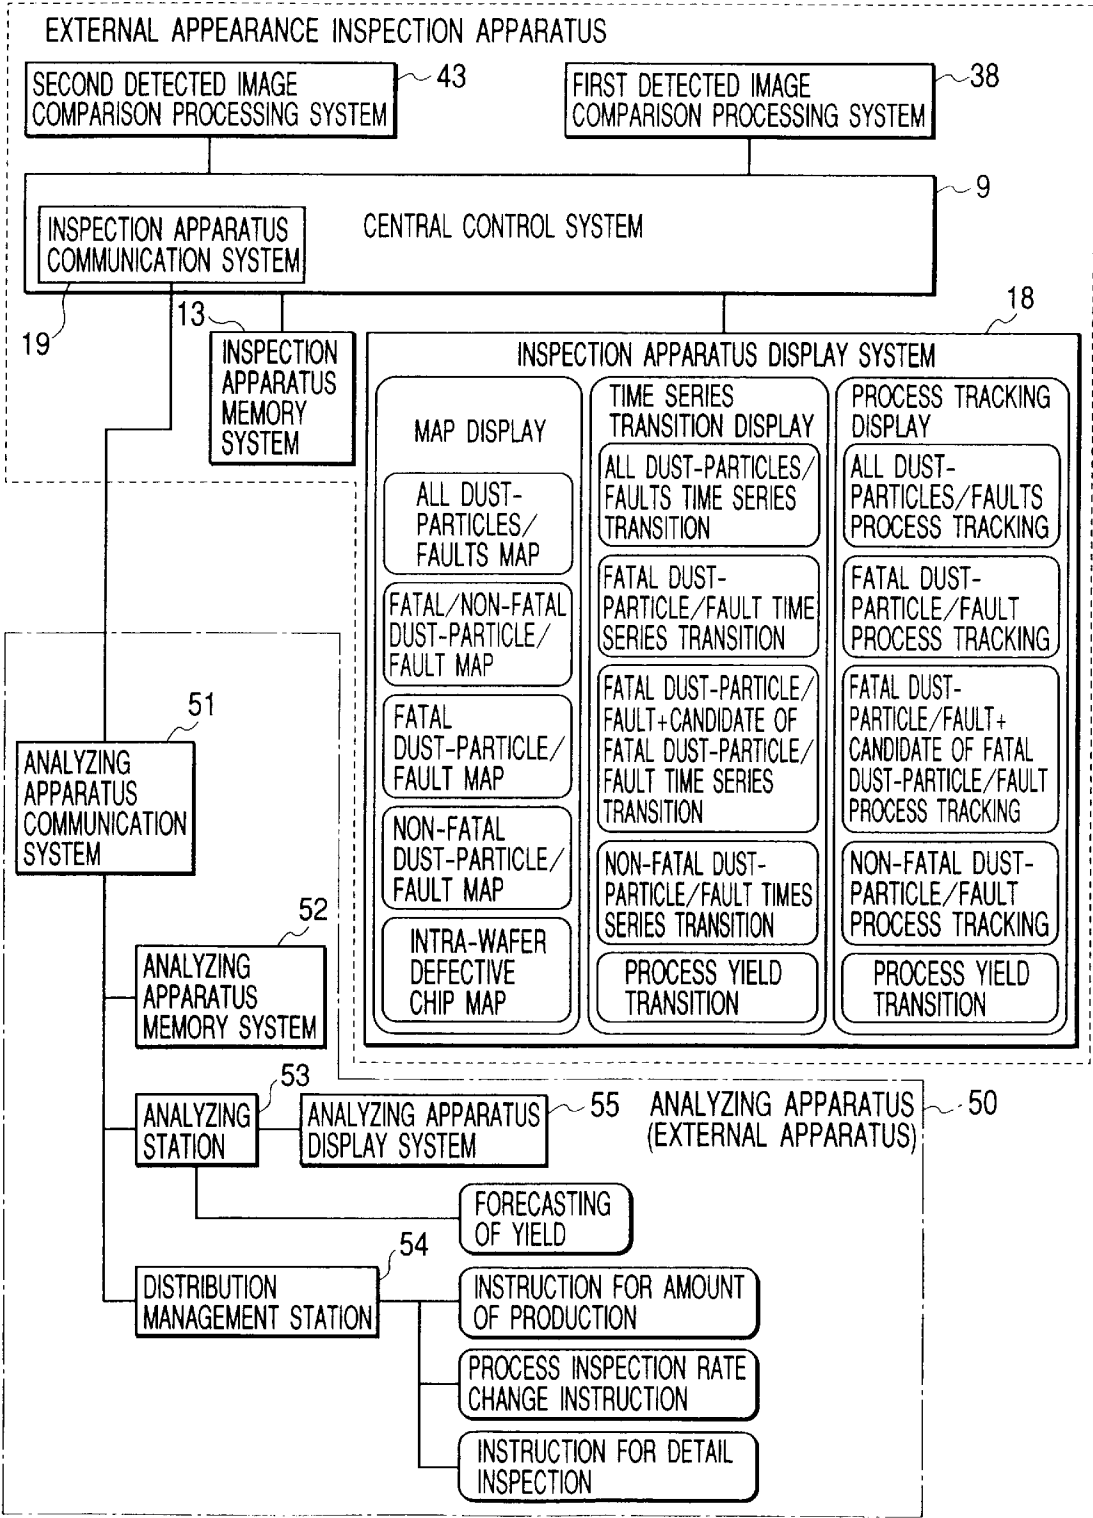 EXTERNAL APPEARANCE INSPECTION APPARATUS
SECOND DETECTED IMAGE
COMPARISON PROCESSING SYSTEM
43
FIRST DETECTED IMAGE
COMPARISON PROCESSING SYSTEM
38
9
CENTRAL CONTROL SYSTEM
INSPECTION APPARATUS
COMMUNICATION SYSTEM
19
13
INSPECTION
APPARATUS
MEMORY
SYSTEM
18
INSPECTION APPARATUS DISPLAY SYSTEM
MAP DISPLAY
ALL DUST-
PARTICLES/
FAULTS MAP
FATAL/NON-FATAL
DUST-PARTICLE/
FAULT MAP
FATAL
DUST-PARTICLE/
FAULT MAP
NON-FATAL
DUST-PARTICLE/
FAULT MAP
INTRA-WAFER
DEFECTIVE
CHIP MAP
TIME SERIES
TRANSITION DISPLAY
ALL DUST-PARTICLES/
FAULTS TIME SERIES
TRANSITION
FATAL DUST-
PARTICLE/FAULT TIME
SERIES TRANSITION
FATAL DUST-PARTICLE/
FAULT+CANDIDATE OF
FATAL DUST-PARTICLE/
FAULT TIME SERIES
TRANSITION
NON-FATAL DUST-
PARTICLE/FAULT TIMES
SERIES TRANSITION
PROCESS YIELD
TRANSITION
PROCESS TRACKING
DISPLAY
ALL DUST-
PARTICLES/FAULTS
PROCESS TRACKING
FATAL DUST-
PARTICLE/FAULT
PROCESS TRACKING
FATAL DUST-
PARTICLE/FAULT+
CANDIDATE OF FATAL
DUST-PARTICLE/FAULT
PROCESS TRACKING
NON-FATAL DUST-
PARTICLE/FAULT
PROCESS TRACKING
PROCESS YIELD
TRANSITION
51
ANALYZING
APPARATUS
COMMUNICATION
SYSTEM
52
ANALYZING
APPARATUS
MEMORY SYSTEM
53
ANALYZING
STATION
ANALYZING APPARATUS
DISPLAY SYSTEM
55
ANALYZING APPARATUS
(EXTERNAL APPARATUS)
50
FORECASTING
OF YIELD
54
DISTRIBUTION
MANAGEMENT STATION
INSTRUCTION FOR AMOUNT
OF PRODUCTION
PROCESS INSPECTION RATE
CHANGE INSTRUCTION
INSTRUCTION FOR DETAIL
INSPECTION